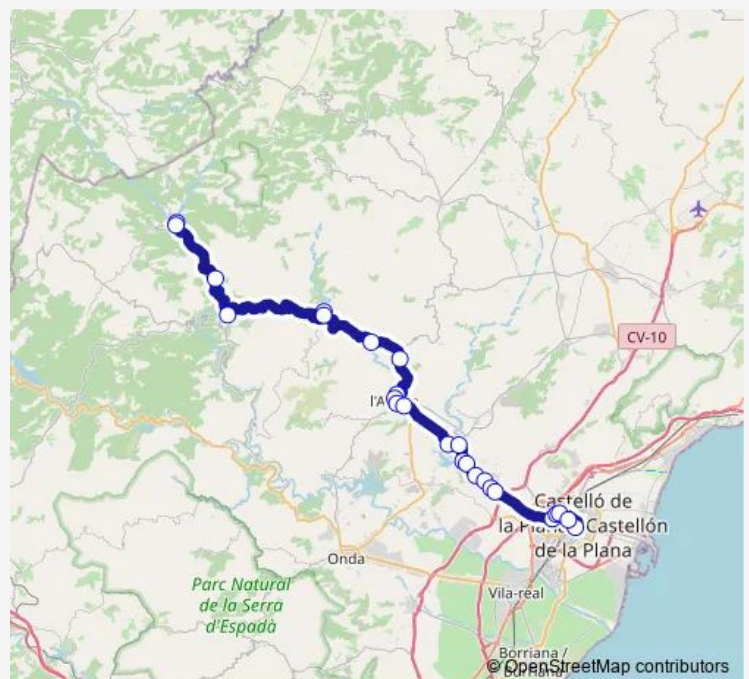 CV-10
l'A
Castelló de
la Plana / Castellón
de la Plana
Onda
Vila-real
Parc Natural
de la Serra
d'Espadà
Borriana /
© OpenStreetMap contributors